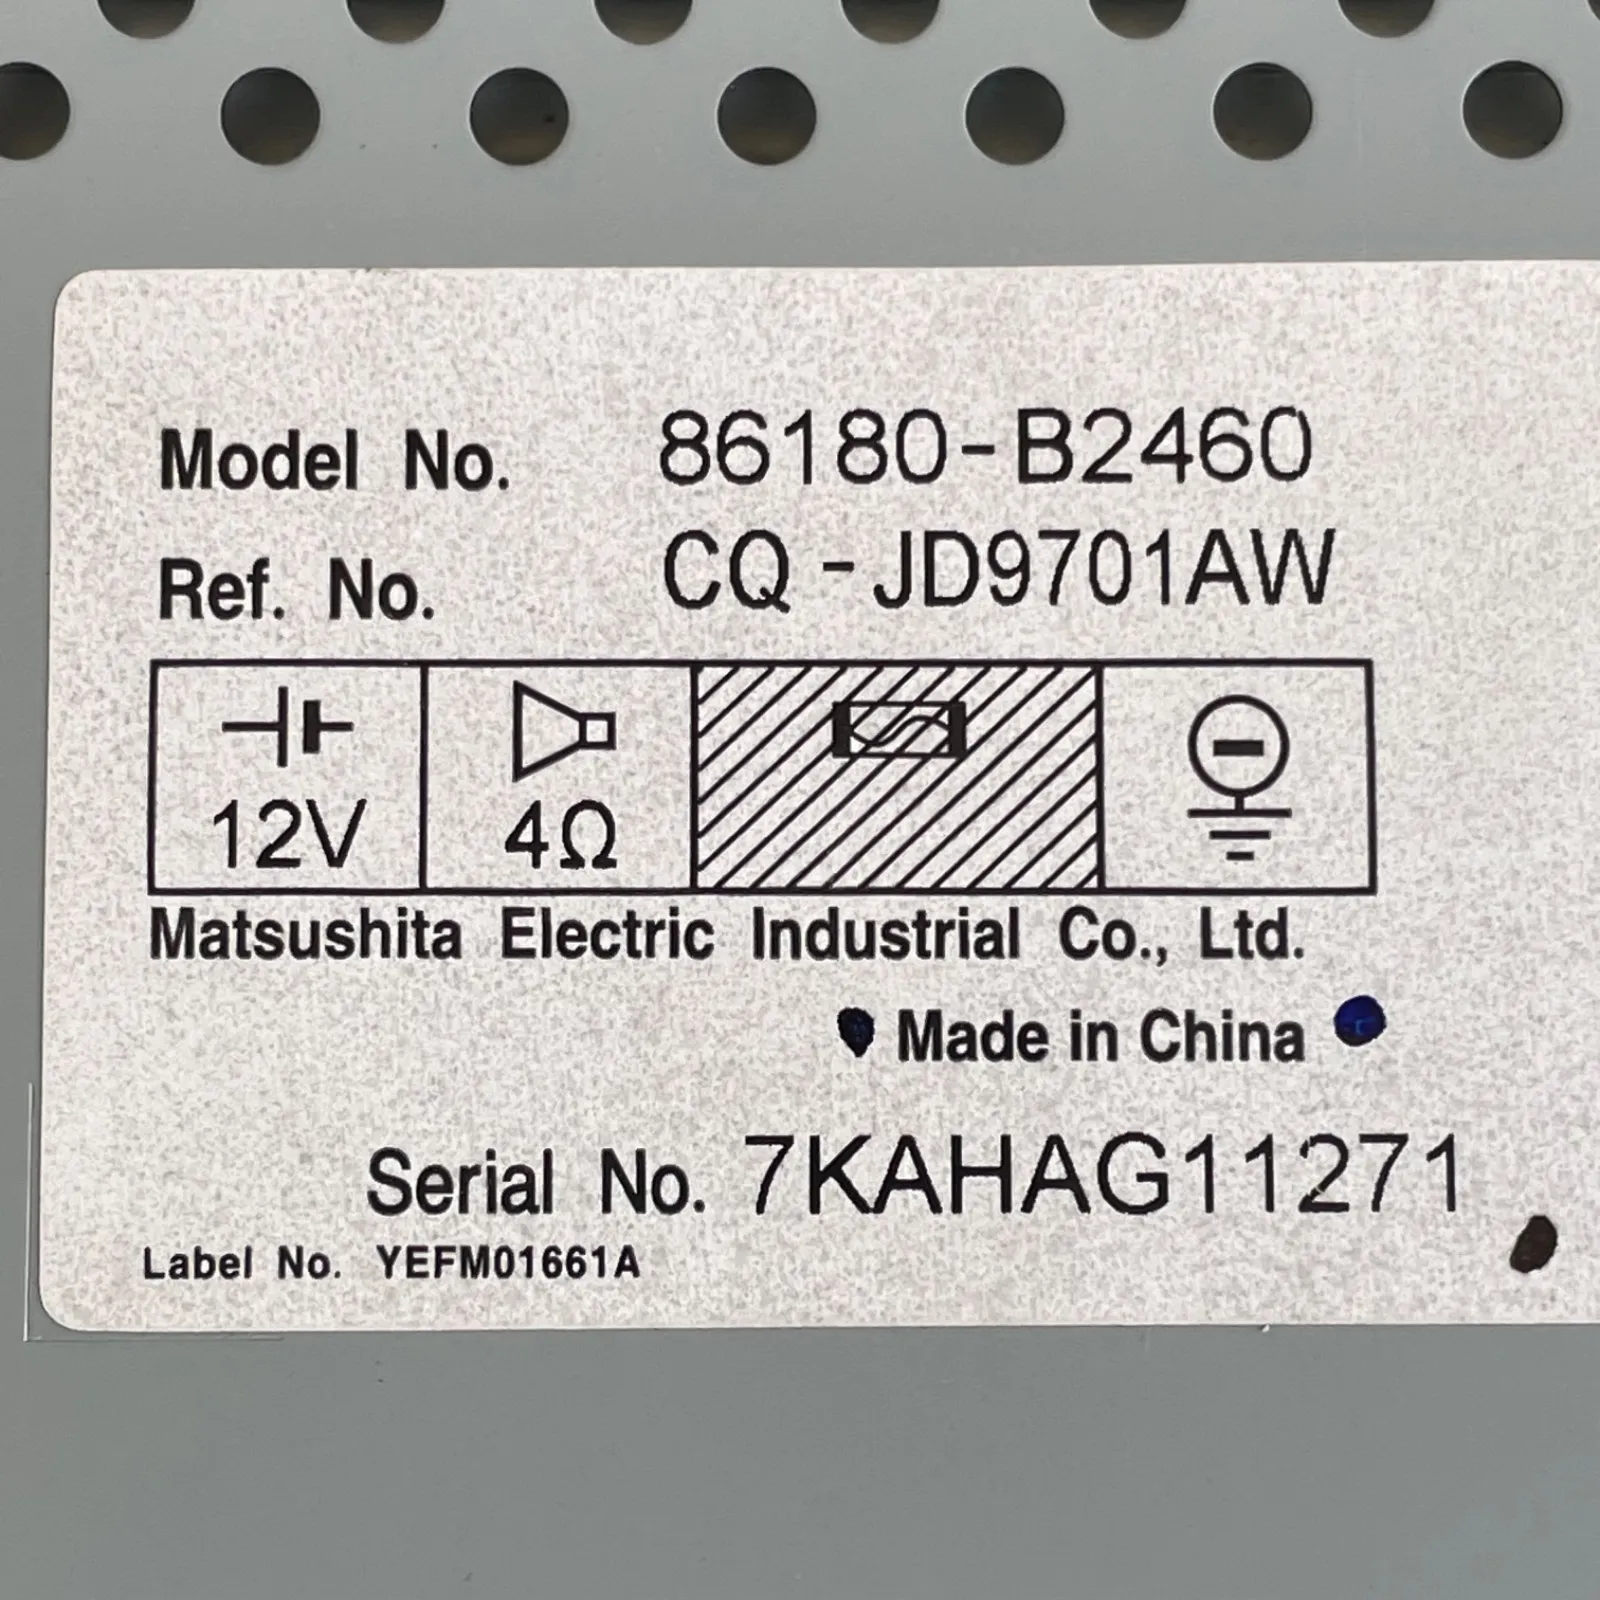 Model No. 86180-B2460
Ref. No. CQ-JD9701AW
12V 4Ω
Matsushita Electric Industrial Co., Ltd.
Made in China
Serial No. 7KAHAG11271
Label No. YEFM01661A